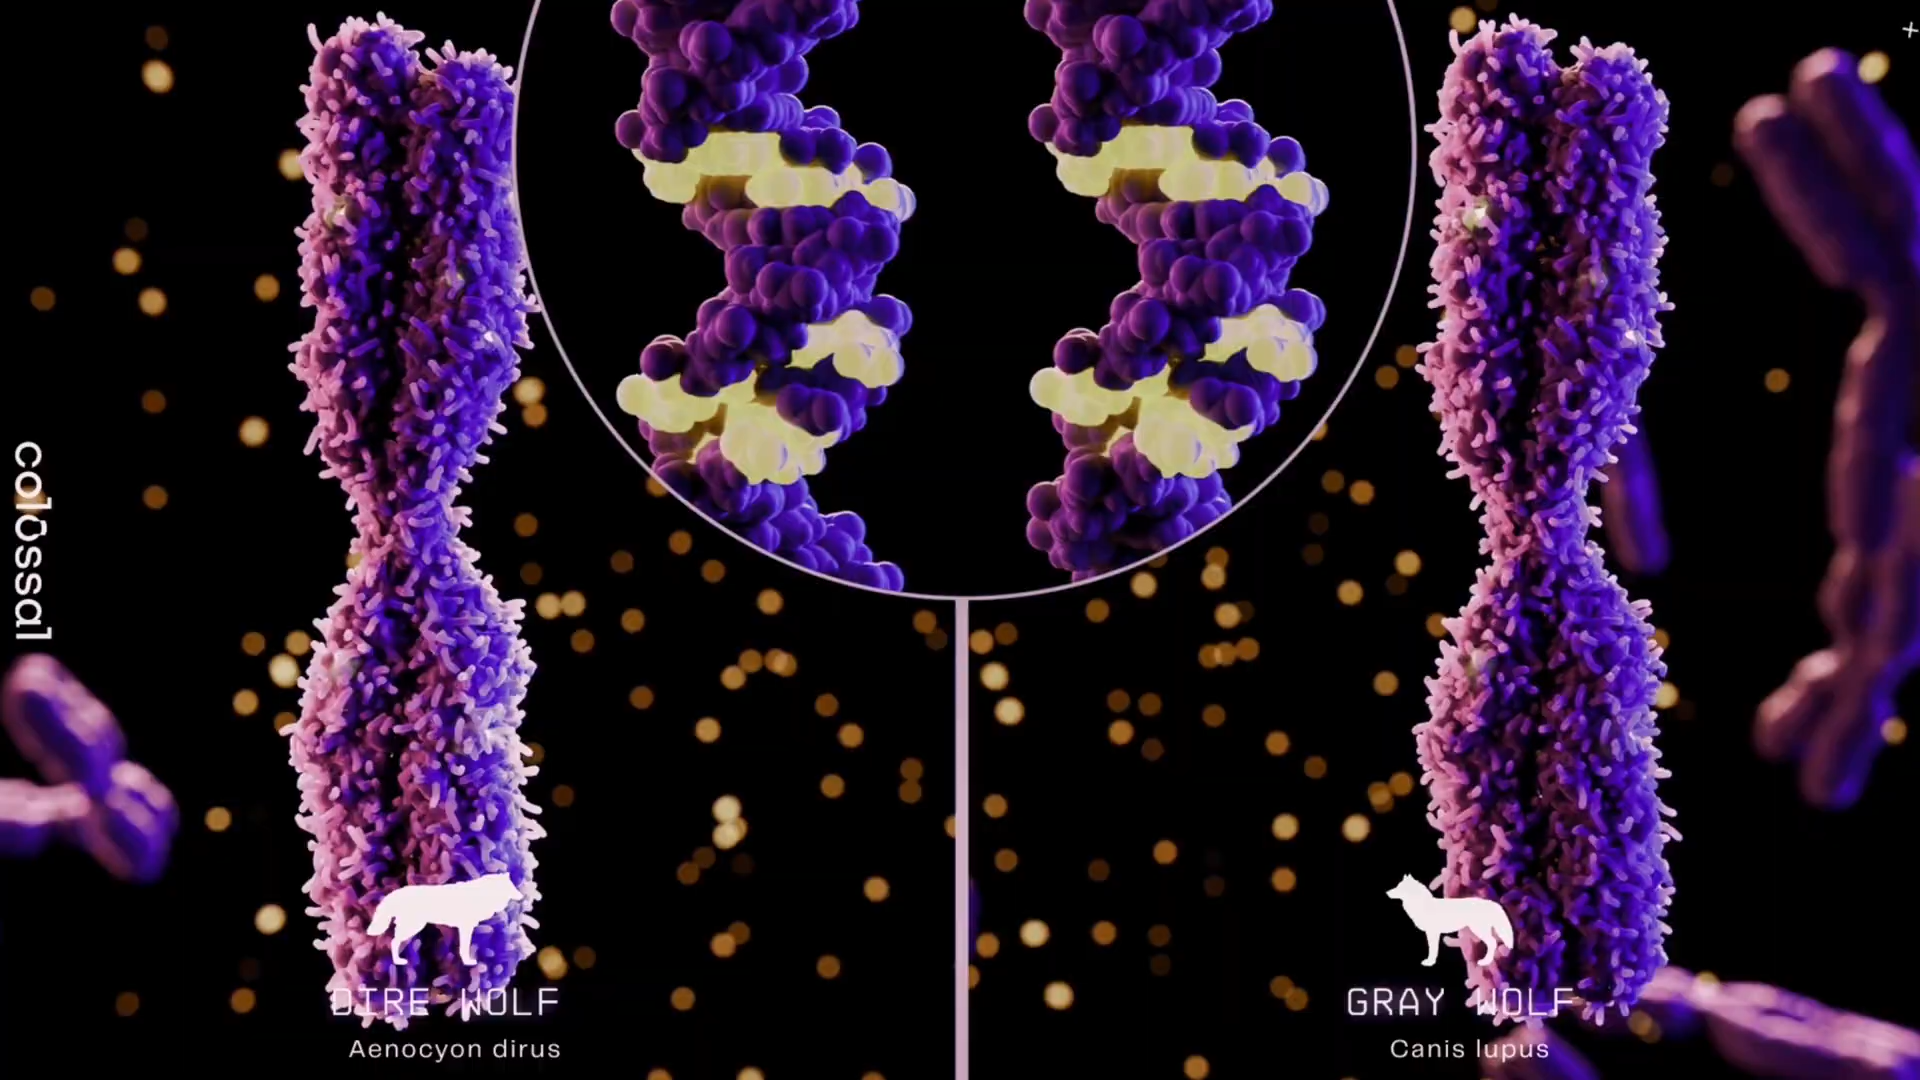 colossal
DIRE WOLF
Aenocyon dirus
GRAY WOLF
Canis lupus